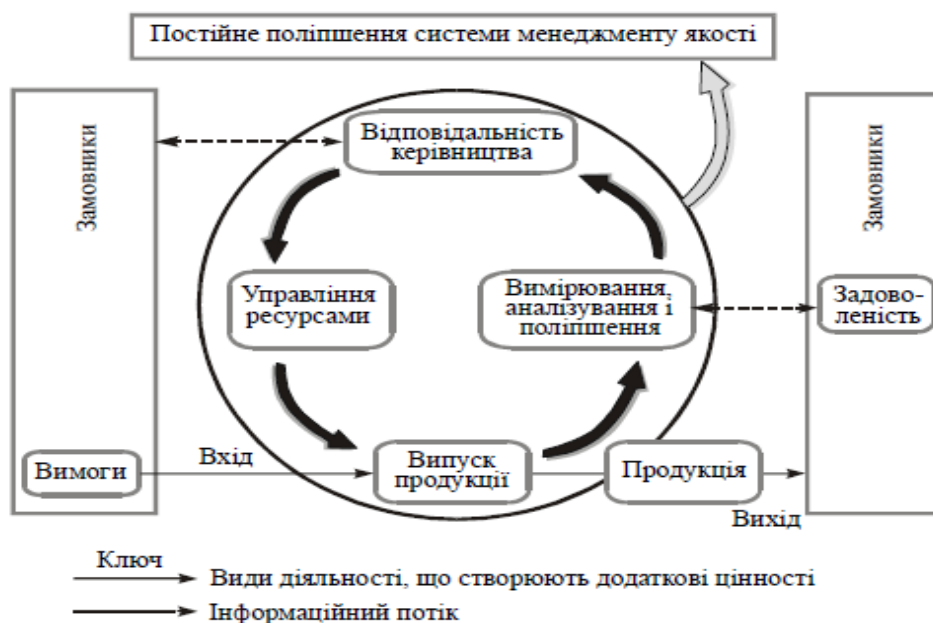 Постійне поліпшення системи менеджменту якості
Замовники
Відповідальність
керівництва
Замовники
Управління
ресурсами
Вимірювання,
аналізування і
поліпшення
Задово-
леність
Вимоги
Вхід
Випуск
продукції
Продукція
Вихід
Ключ
Види діяльності, що створюють додаткові цінності
Інформаційний потік